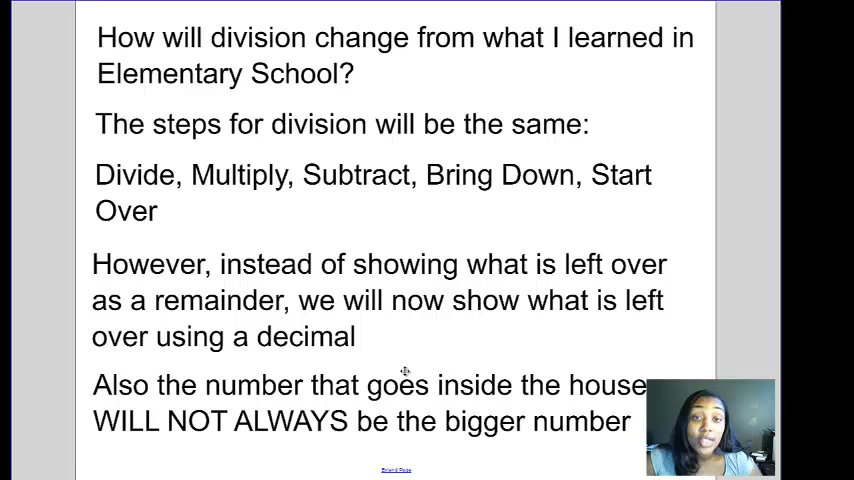 How will division change from what I learned in
Elementary School?
The steps for division will be the same:
Divide, Multiply, Subtract, Bring Down, Start
Over
However, instead of showing what is left over
as a remainder, we will now show what is left
over using a decimal
Also the number that goes inside the house
WILL NOT ALWAYS be the bigger number
Extend Page